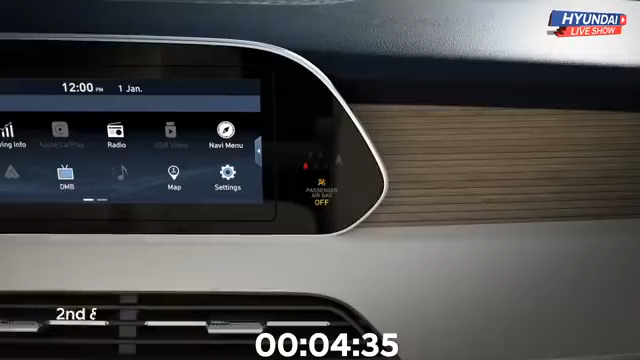 HYUNDAI
LIVE SHOW
12:00 PM 1 Jan.
Apple CarPlay
Radio
USB Video
Navi Menu
DMB
Map
Settings
PASSENGER
AIR BAG
OFF
2nd &
00:04:35